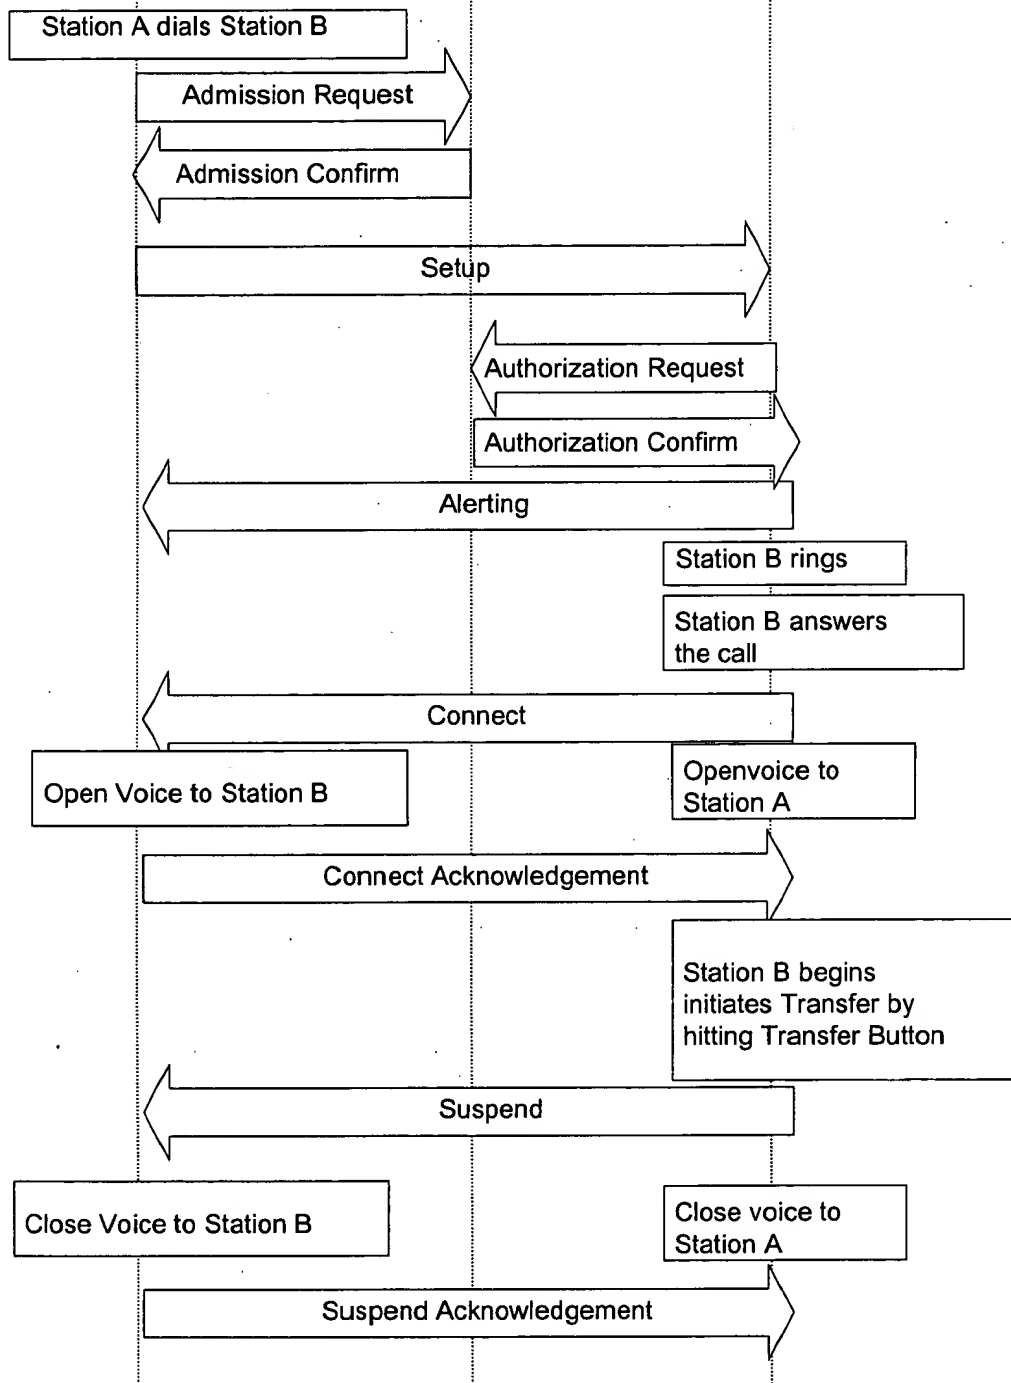 Station A dials Station B
Admission Request
Admission Confirm
Setup
Authorization Request
Authorization Confirm
Alerting
Station B rings
Station B answers
the call
Connect
Open Voice to Station B
Openvoice to
Station A
Connect Acknowledgement
Station B begins
initiates Transfer by
hitting Transfer Button
Suspend
Close Voice to Station B
Close voice to
Station A
Suspend Acknowledgement